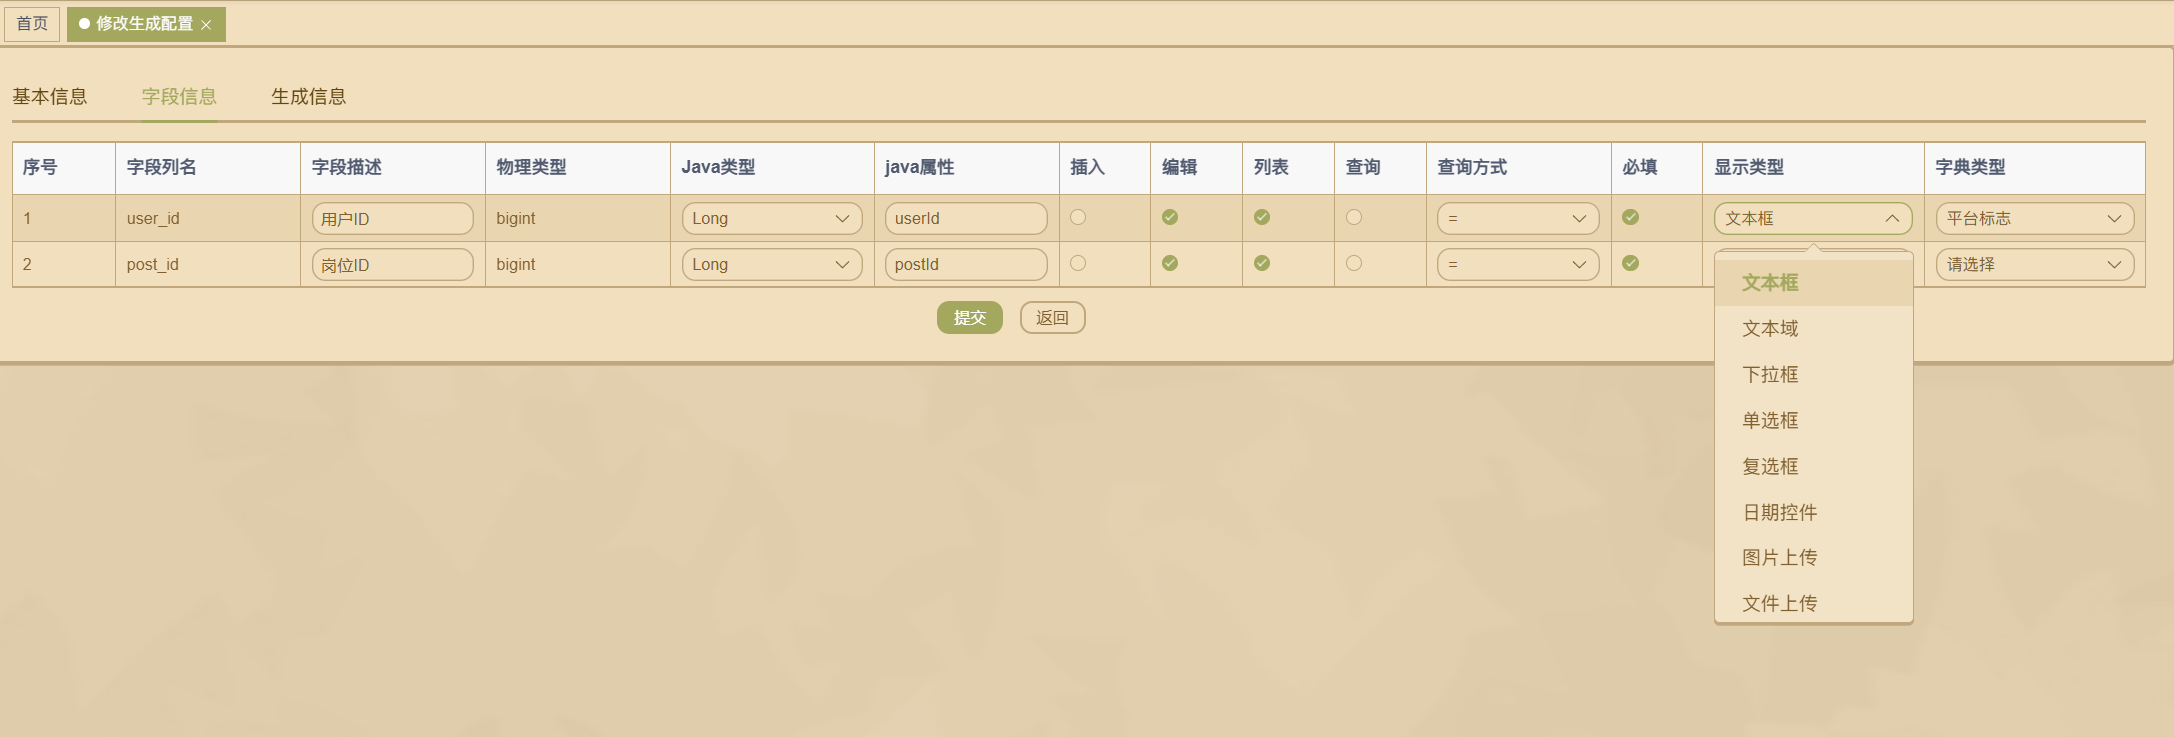 首页 修改生成配置
基本信息 字段信息 生成信息
序号 字段列名 字段描述 物理类型 Java类型 java属性 插入 编辑 列表 查询 查询方式 必填 显示类型 字典类型
1 user_id 用户ID bigint Long userId = 文本框 平台标志
2 post_id 岗位ID bigint Long postId = 请选择
提交 返回
文本框
文本域
下拉框
单选框
复选框
日期控件
图片上传
文件上传